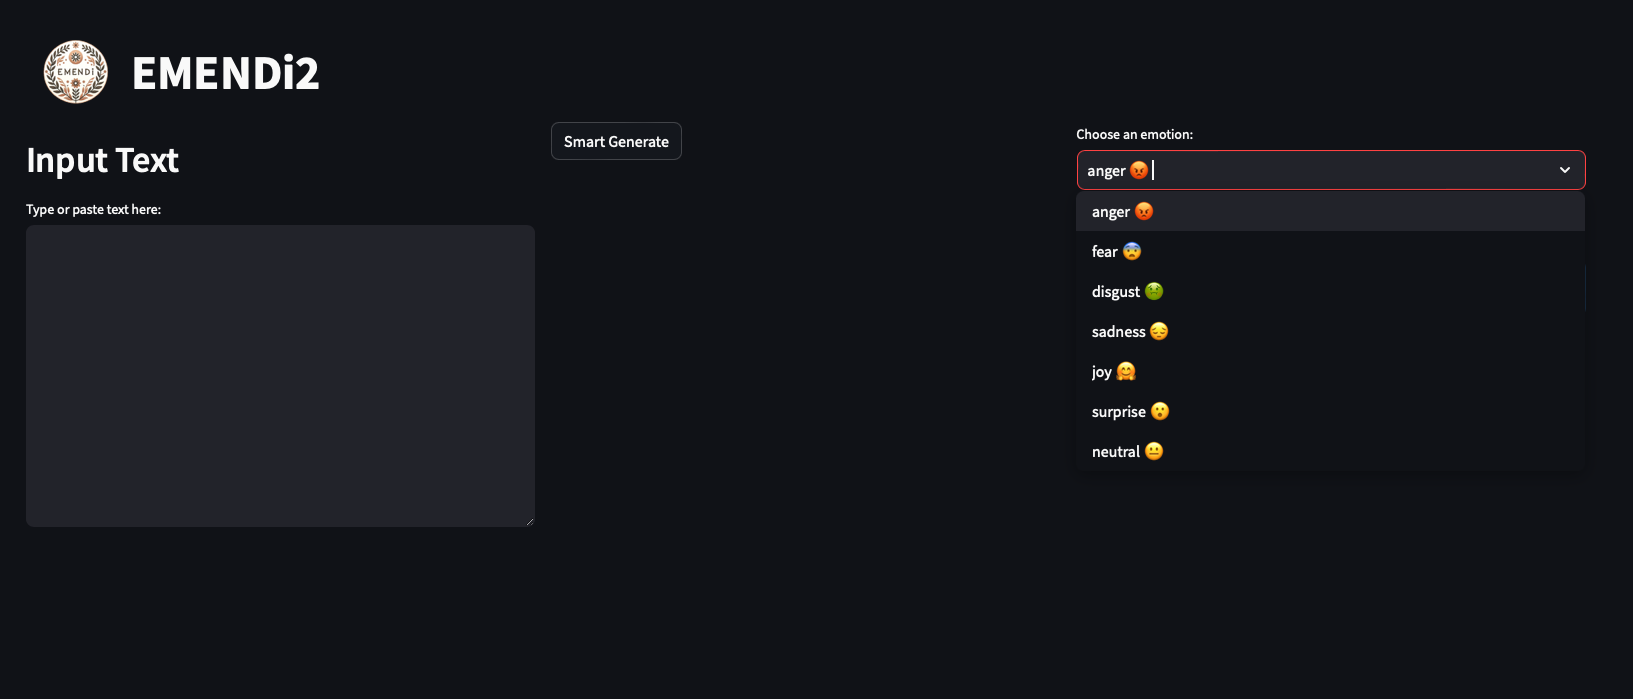 EMENDi
EMENDi2
Input Text
Type or paste text here:
Smart Generate
Choose an emotion:
anger 😡
anger 😡
fear 😨
disgust 🤢
sadness 😔
joy 🤗
surprise 😮
neutral 😐